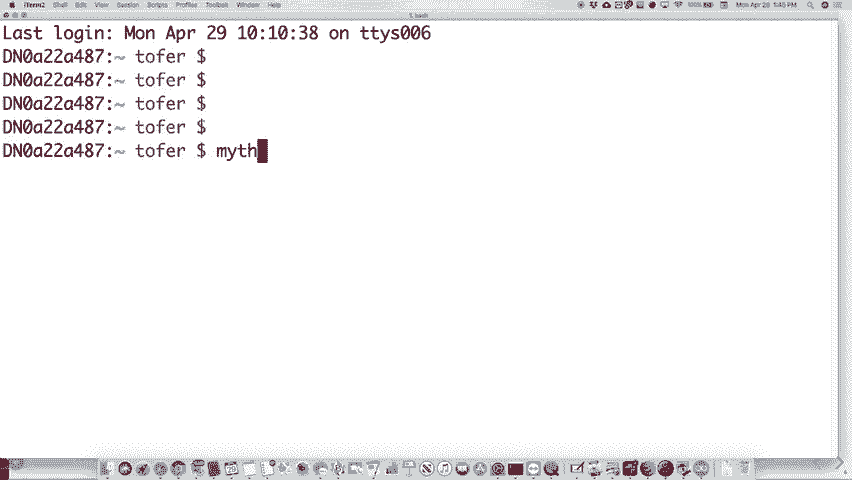 iTerm2 Shell Edit View Session Scripts Profiles Toolbelt Window Help 100% Mon Apr 29 1:45 PM
1. bash
Last login: Mon Apr 29 10:10:38 on ttys006
DN0a22a487:~ tofer $
DN0a22a487:~ tofer $
DN0a22a487:~ tofer $
DN0a22a487:~ tofer $
DN0a22a487:~ tofer $ myth